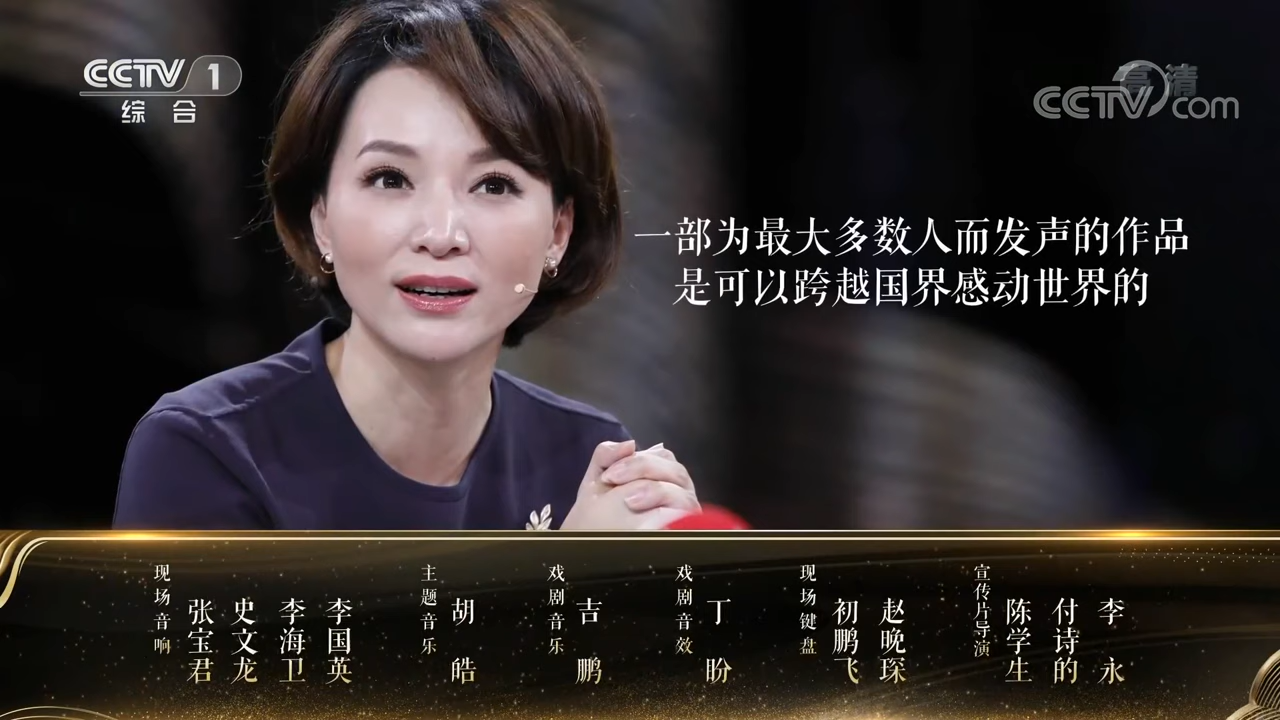 CCTV 1
综合
高清
CCTV com
一部为最大多数人而发声的作品
是可以跨越国界感动世界的
现场音响
张宝君
史文龙
李海卫
李国英
主题音乐
胡皓
戏剧音乐
吉鹏
戏剧音效
丁盼
现场键盘
初鹏飞
赵晚琛
宣传片导演
陈学生
付诗的
李永